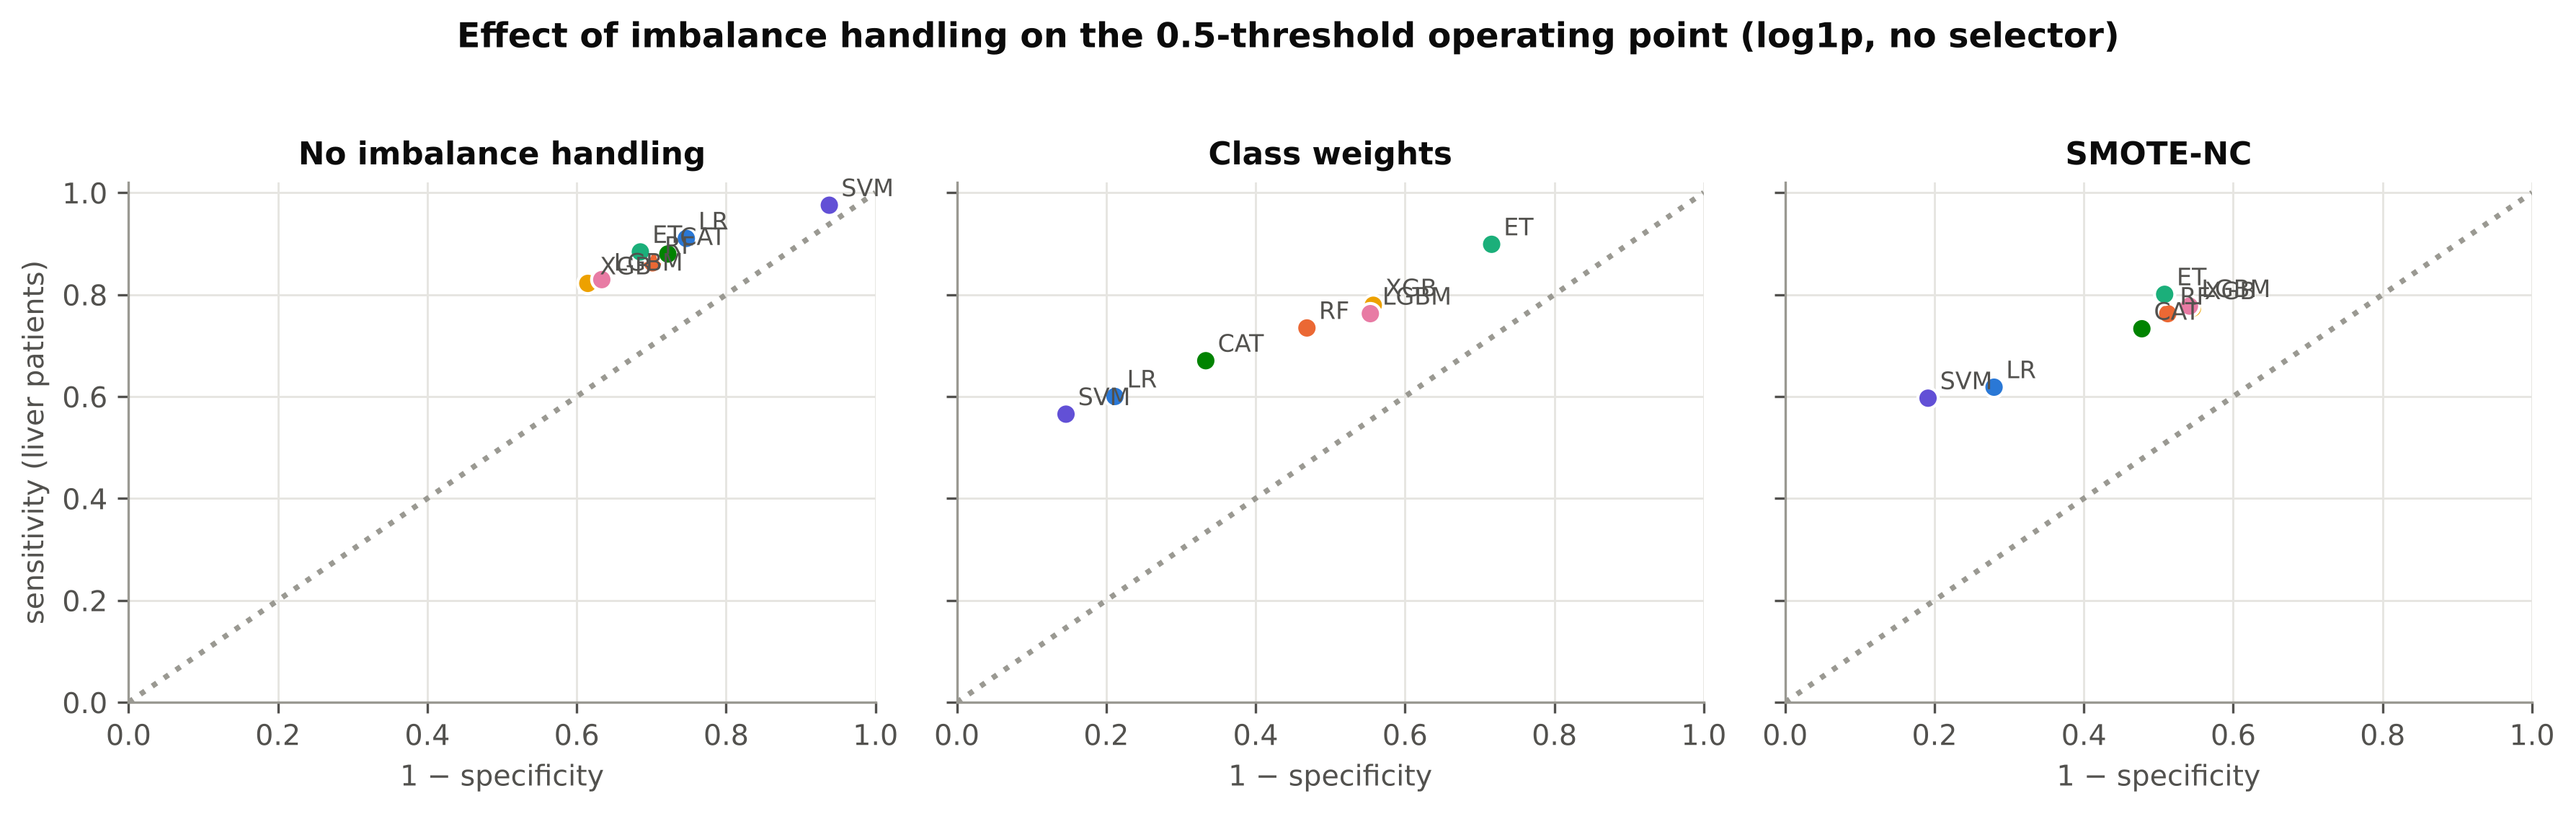 Effect of imbalance handling on the 0.5-threshold operating point (log1p, no selector)
No imbalance handling
Class weights
SMOTE-NC
sensitivity (liver patients)
1.0
0.8
0.6
0.4
0.2
0.0
SVM
LR
ET
CAT
RF
XGB
LGBM
0.0 0.2 0.4 0.6 0.8 1.0
1 − specificity
ET
XGB
LGBM
RF
CAT
LR
SVM
0.0 0.2 0.4 0.6 0.8 1.0
1 − specificity
ET
LGBM
XGB
RF
CAT
LR
SVM
0.0 0.2 0.4 0.6 0.8 1.0
1 − specificity